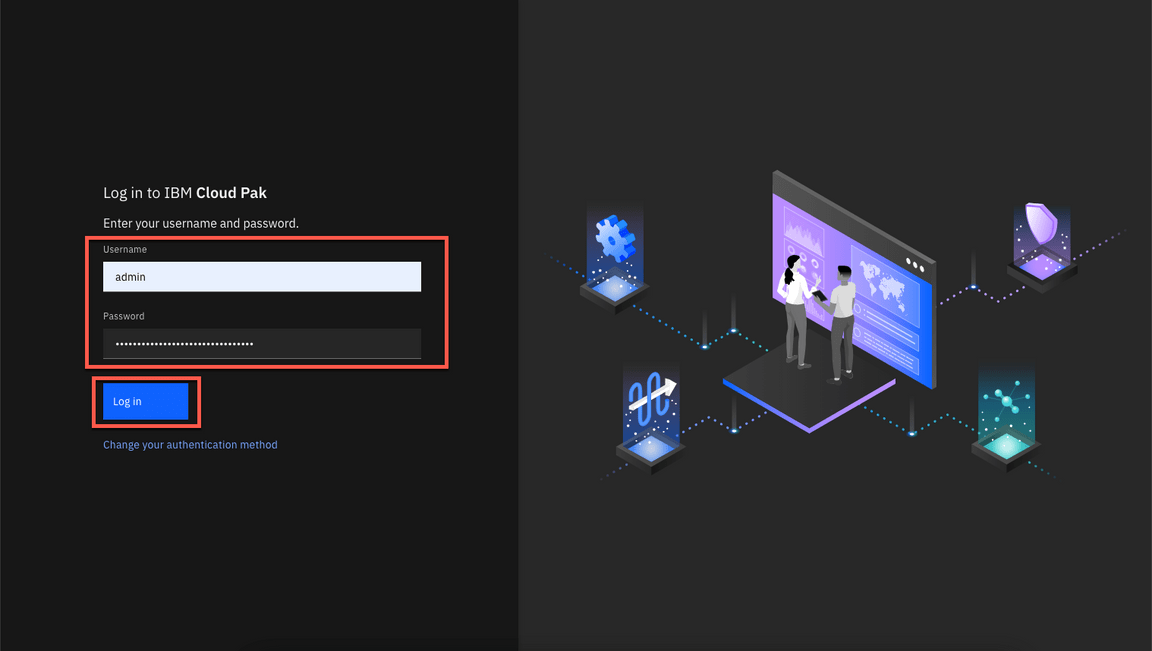 Log in to IBM Cloud Pak
Enter your username and password.
Username
admin
Password
••••••••••••••••••••••••••••••••
Log in
Change your authentication method